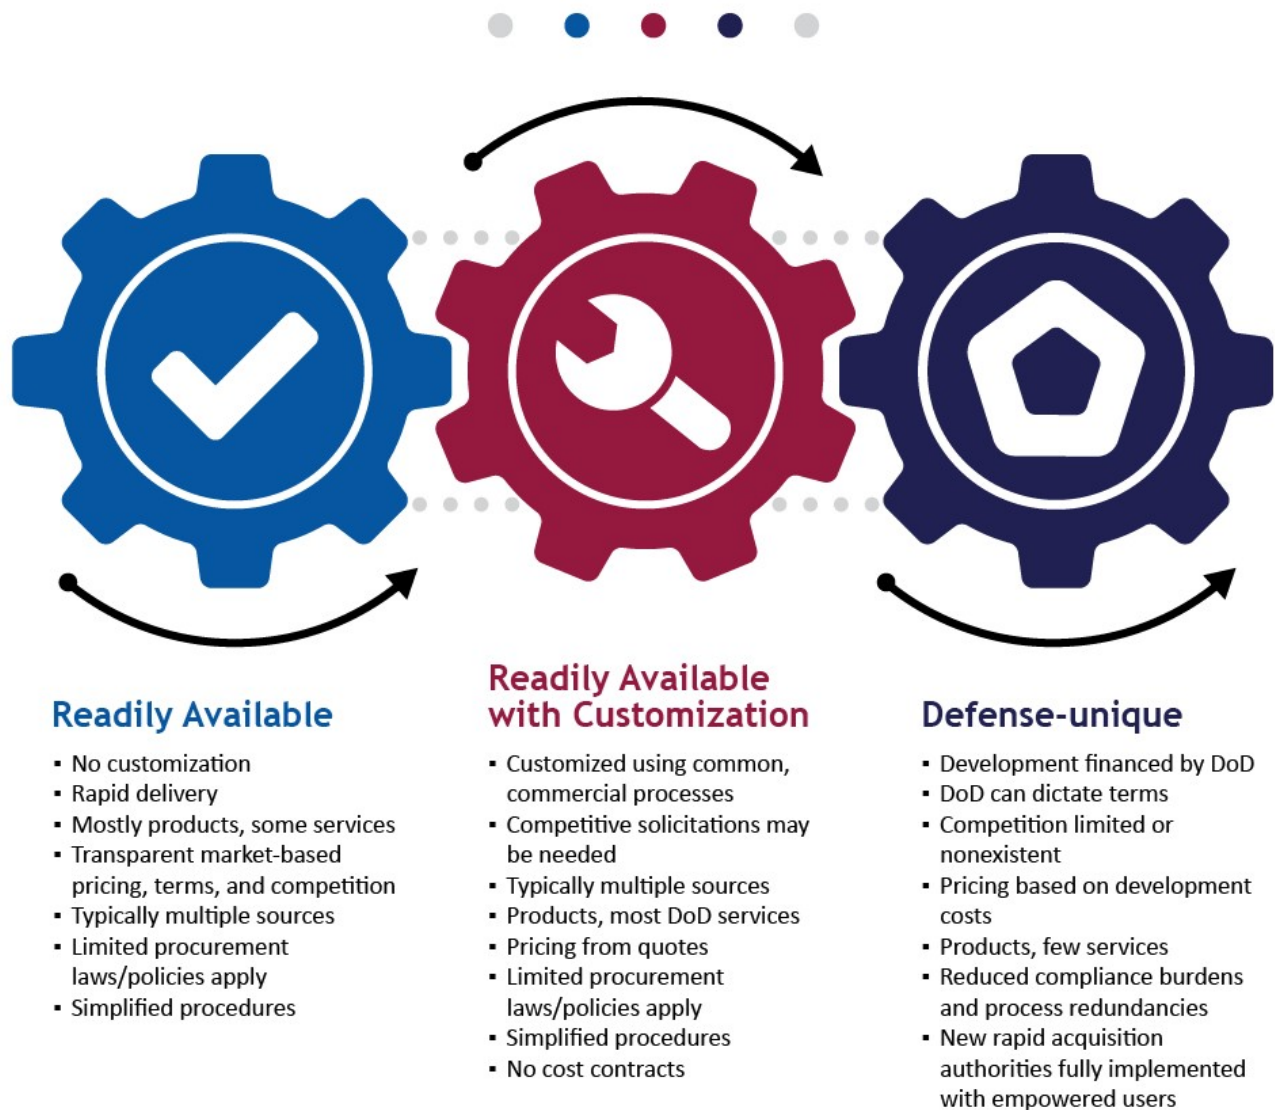 Readily Available
▪ No customization
▪ Rapid delivery
▪ Mostly products, some services
▪ Transparent market-based
pricing, terms, and competition
▪ Typically multiple sources
▪ Limited procurement
laws/policies apply
▪ Simplified procedures
Readily Available
with Customization
▪ Customized using common,
commercial processes
▪ Competitive solicitations may
be needed
▪ Typically multiple sources
▪ Products, most DoD services
▪ Pricing from quotes
▪ Limited procurement
laws/policies apply
▪ Simplified procedures
▪ No cost contracts
Defense-unique
▪ Development financed by DoD
▪ DoD can dictate terms
▪ Competition limited or
nonexistent
▪ Pricing based on development
costs
▪ Products, few services
▪ Reduced compliance burdens
and process redundancies
▪ New rapid acquisition
authorities fully implemented
with empowered users